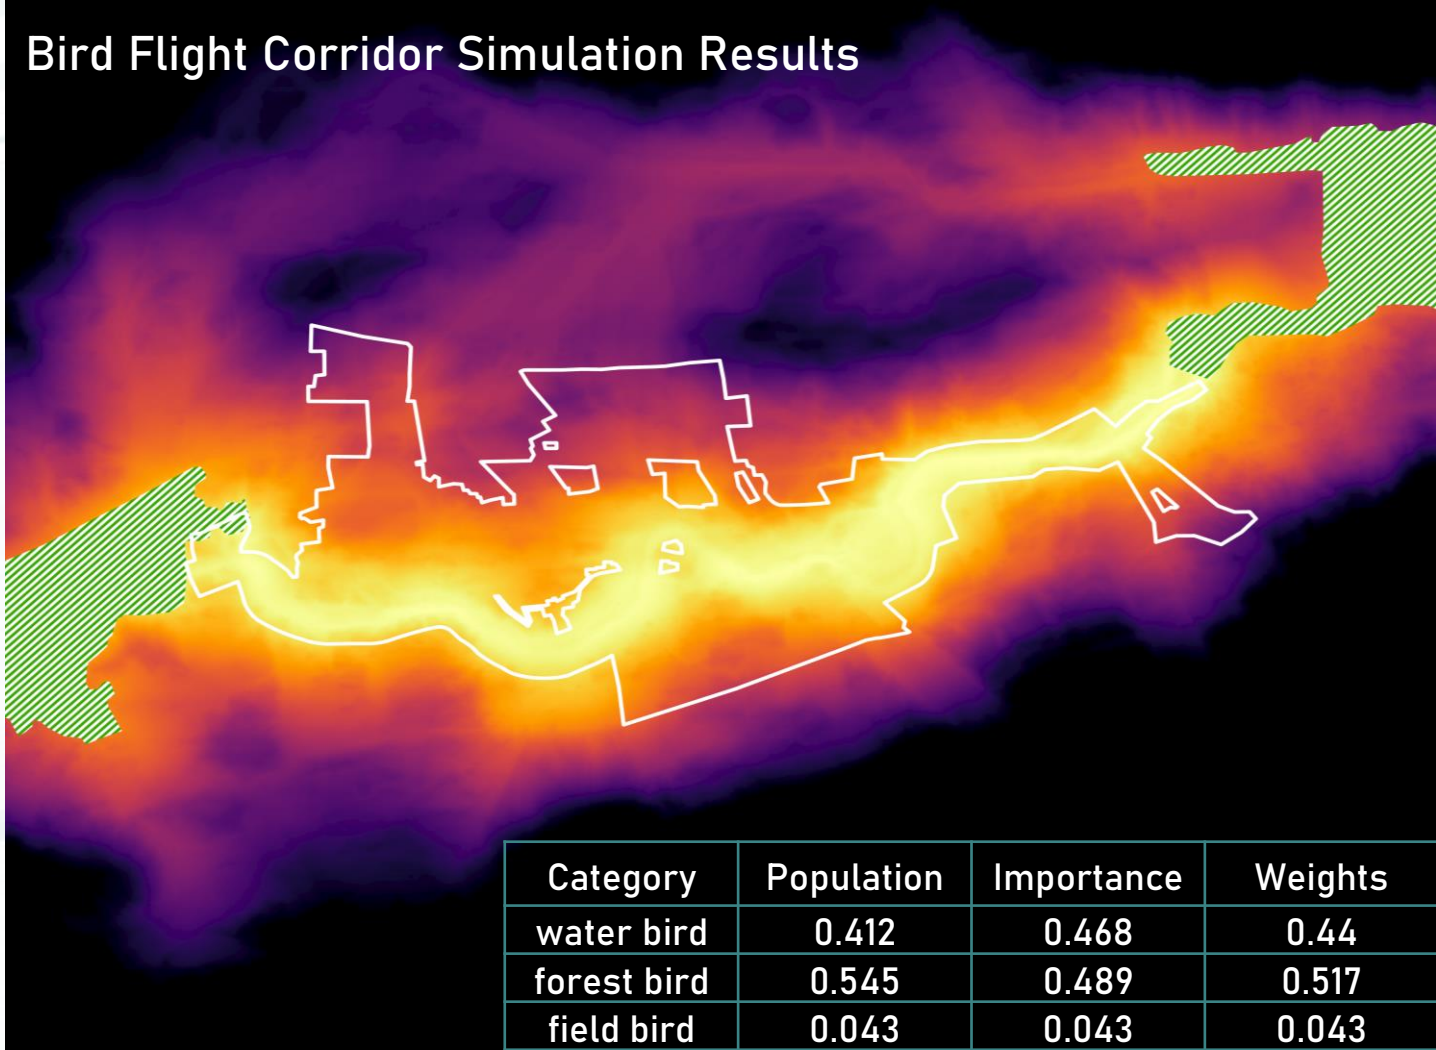 Bird Flight Corridor Simulation Results
Category Population Importance Weights
water bird 0.412 0.468 0.44
forest bird 0.545 0.489 0.517
field bird 0.043 0.043 0.043